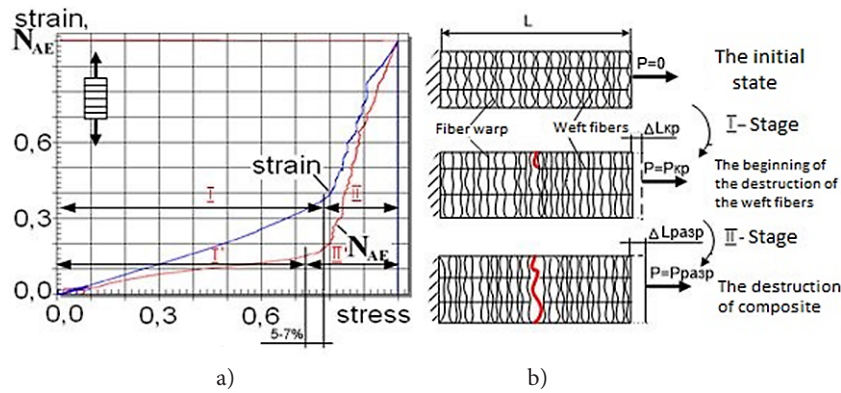 strain,
N_AE
0,6
0,3
0,0
0,0 0,3 0,6 stress
5-7%
strain
I
II
I'
II'
N_AE
a)
L
P=0
The initial
state
Fiber warp
Weft fibers
ΔLкр
I- Stage
P=Pкр
The beginning of
the destruction of
the weft fibers
ΔLразр
II- Stage
P=Pразр
The destruction
of composite
b)